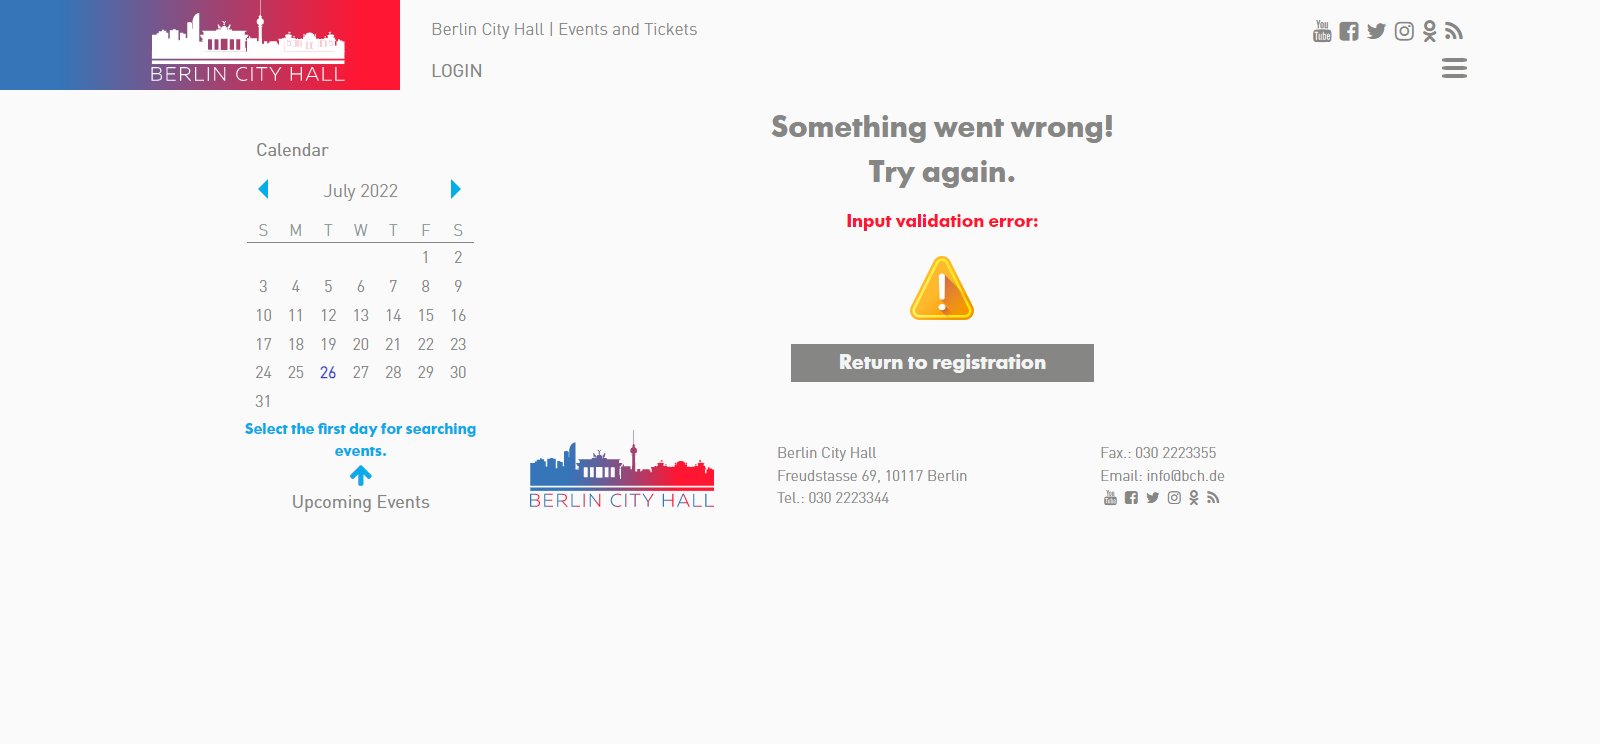 BERLIN CITY HALL
Berlin City Hall | Events and Tickets
LOGIN
You
Tube
Calendar
July 2022
S M T W T F S
1 2
3 4 5 6 7 8 9
10 11 12 13 14 15 16
17 18 19 20 21 22 23
24 25 26 27 28 29 30
31
Select the first day for searching
events.
Upcoming Events
Something went wrong!
Try again.
Input validation error:
Return to registration
BERLIN CITY HALL
Berlin City Hall
Freudstasse 69, 10117 Berlin
Tel.: 030 2223344
Fax.: 030 2223355
Email: info@bch.de
You
Tube